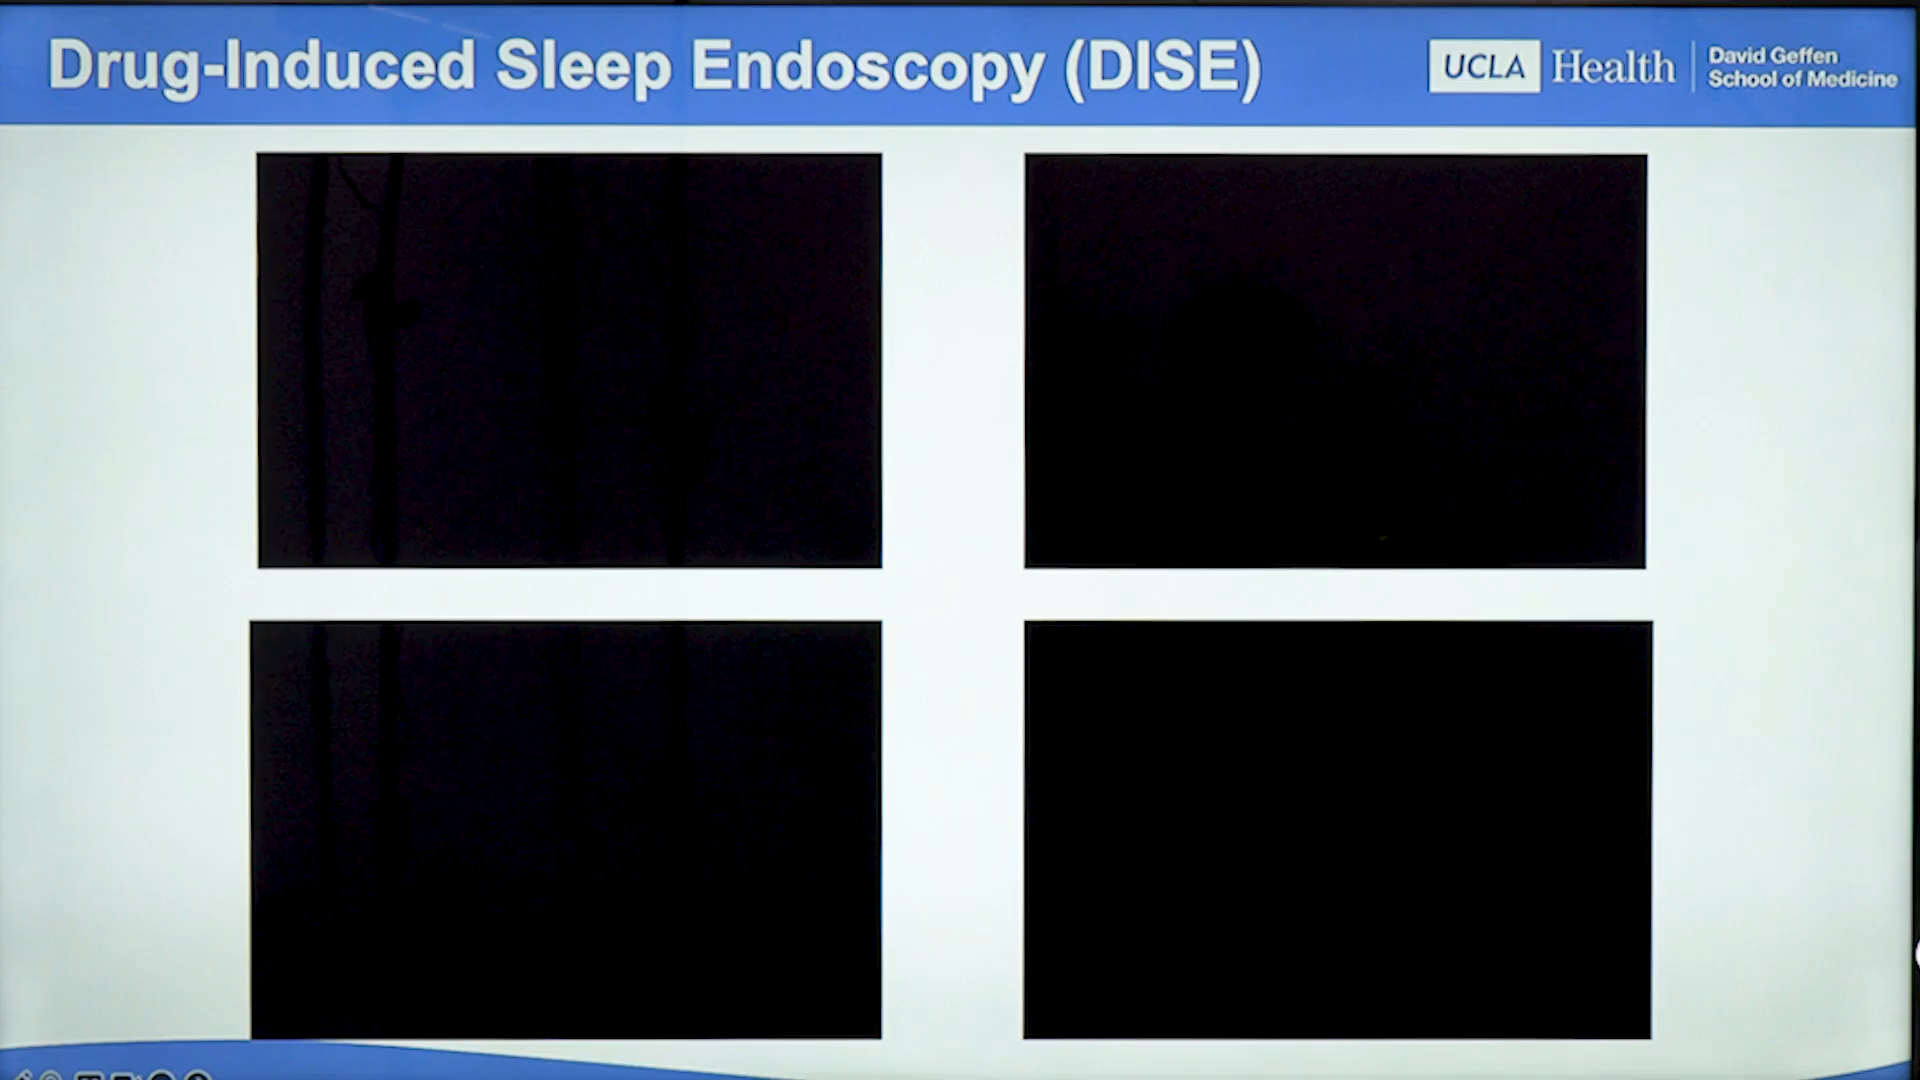 Drug-Induced Sleep Endoscopy (DISE)
UCLA Health
David Geffen
School of Medicine